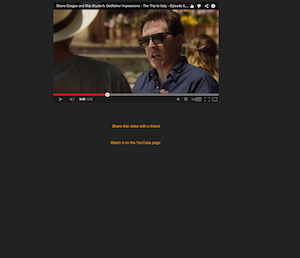 Steve Coogan and Rob Brydon's Godfather Impressions - The Trip to Italy - Episode 6...
Share this video with a friend
Watch it on the YouTube page